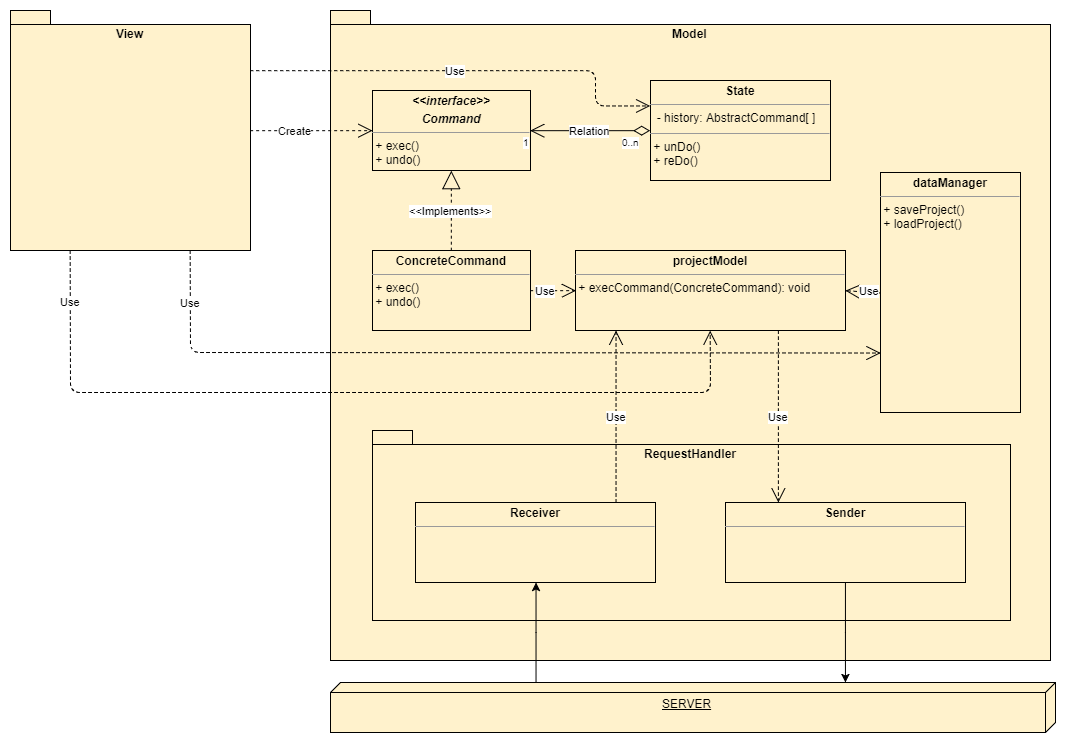 View
Model
Use
<<interface>>
Command
+ exec()
+ undo()
Create
Relation
1
0..n
State
- history: AbstractCommand[ ]
+ unDo()
+ reDo()
dataManager
+ saveProject()
+ loadProject()
<<Implements>>
ConcreteCommand
+ exec()
+ undo()
Use
projectModel
+ execCommand(ConcreteCommand): void
Use
Use
Use
Use
Use
RequestHandler
Receiver
Sender
SERVER